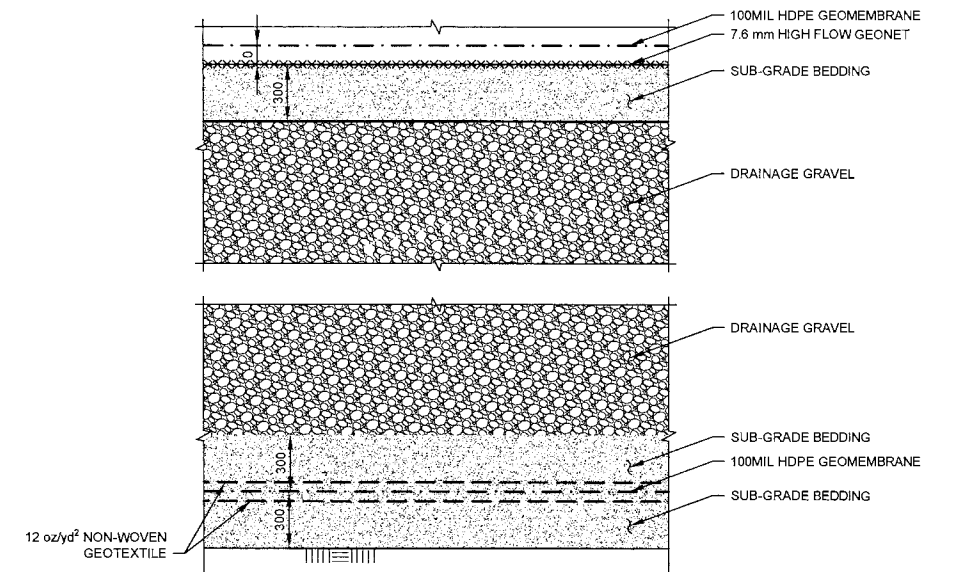 100MIL HDPE GEOMEMBRANE
7.6 mm HIGH FLOW GEONET
0
SUB-GRADE BEDDING
300
DRAINAGE GRAVEL
DRAINAGE GRAVEL
SUB-GRADE BEDDING
300
100MIL HDPE GEOMEMBRANE
SUB-GRADE BEDDING
300
12 oz/yd² NON-WOVEN
GEOTEXTILE